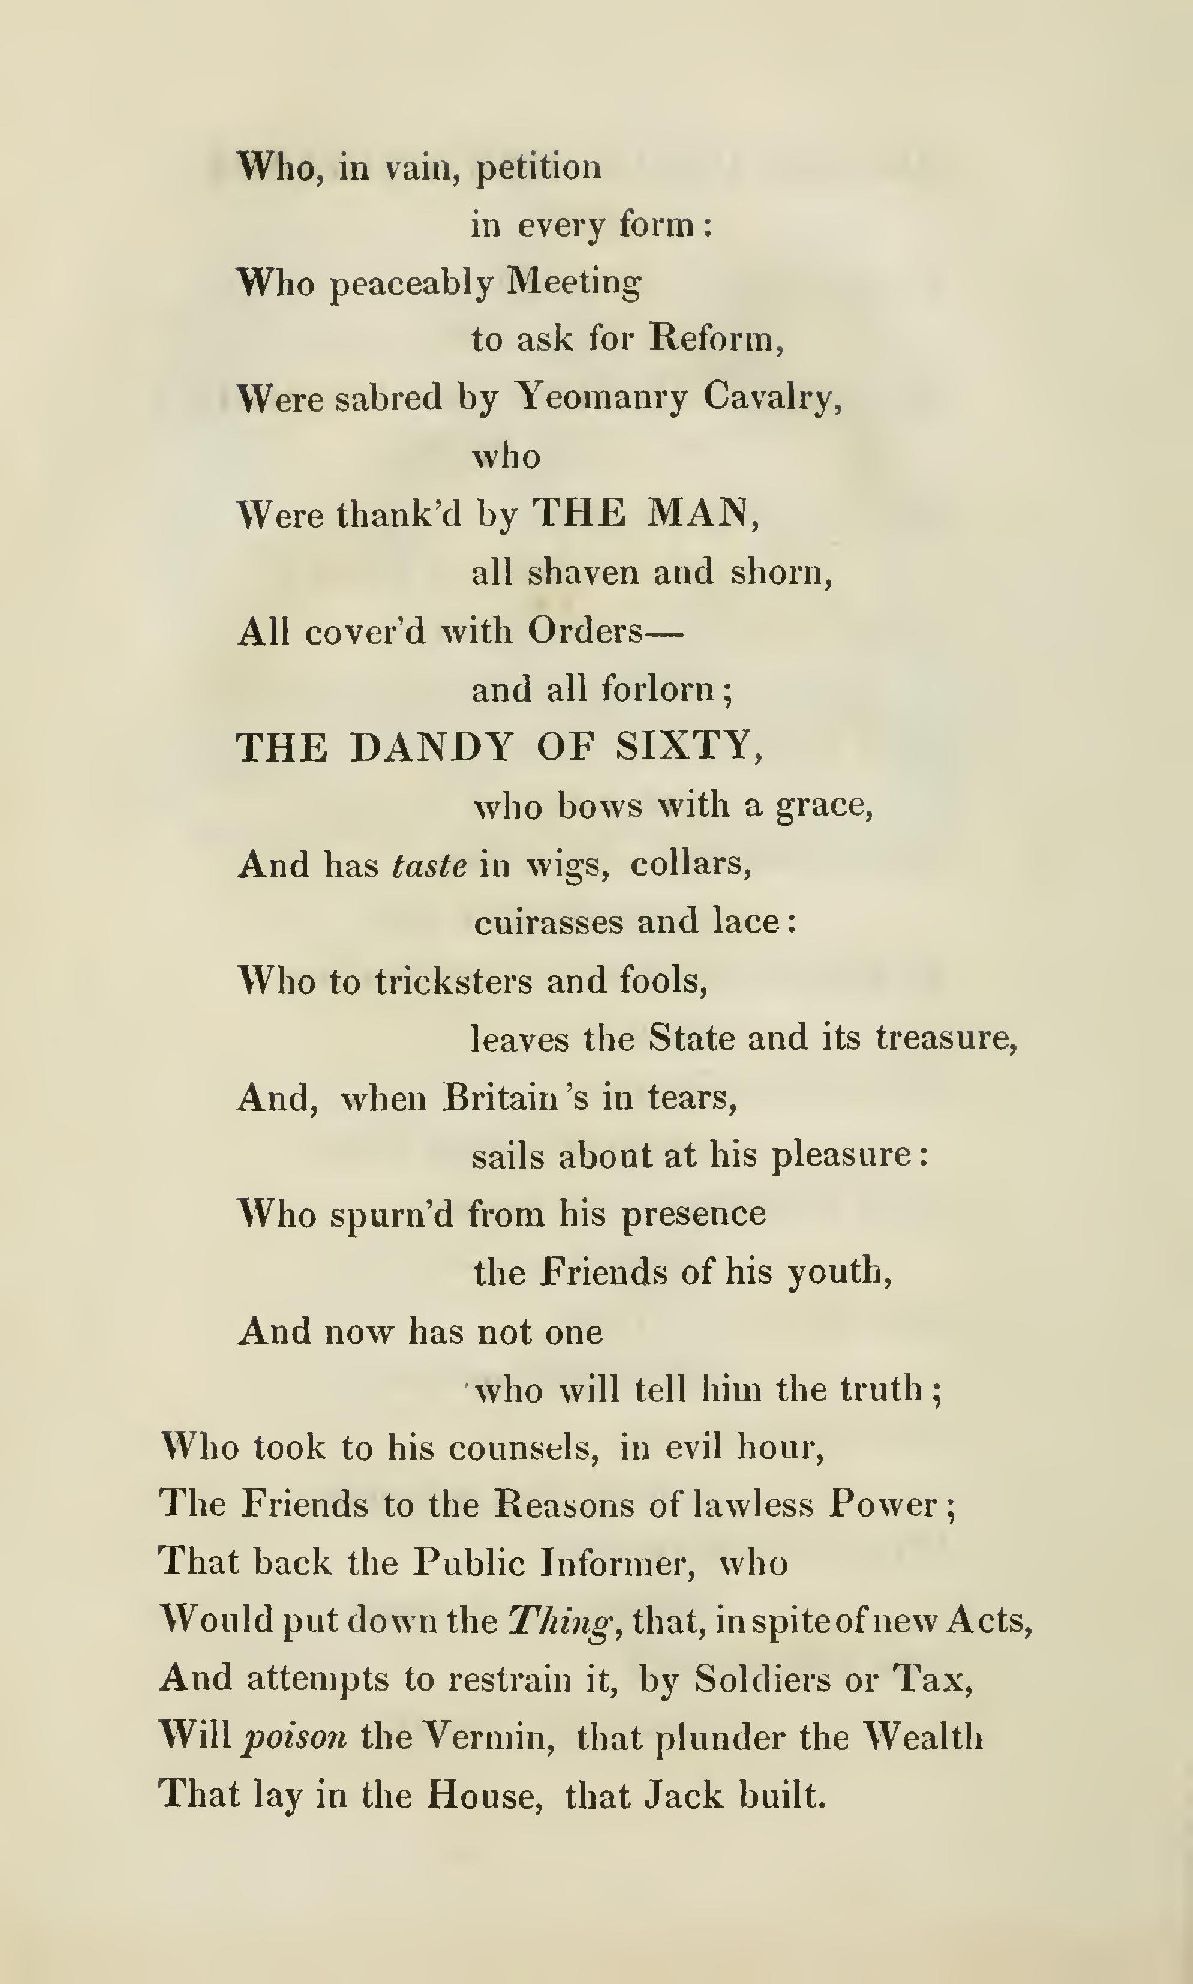 Who, in vain, petition
in every form:
Who peaceably Meeting
to ask for Reform,
Were sabred by Yeomanry Cavalry,
who
Were thank'd by THE MAN,
all shaven and shorn,
All cover'd with Orders—
and all forlorn;
THE DANDY OF SIXTY,
who bows with a grace,
And has taste in wigs, collars,
cuirasses and lace:
Who to tricksters and fools,
leaves the State and its treasure,
And, when Britain's in tears,
sails about at his pleasure:
Who spurn'd from his presence
the Friends of his youth,
And now has not one
who will tell him the truth;
Who took to his counsels, in evil hour,
The Friends to the Reasons of lawless Power;
That back the Public Informer, who
Would put down the Thing, that, in spite of new Acts,
And attempts to restrain it, by Soldiers or Tax,
Will poison the Vermin, that plunder the Wealth
That lay in the House, that Jack built.